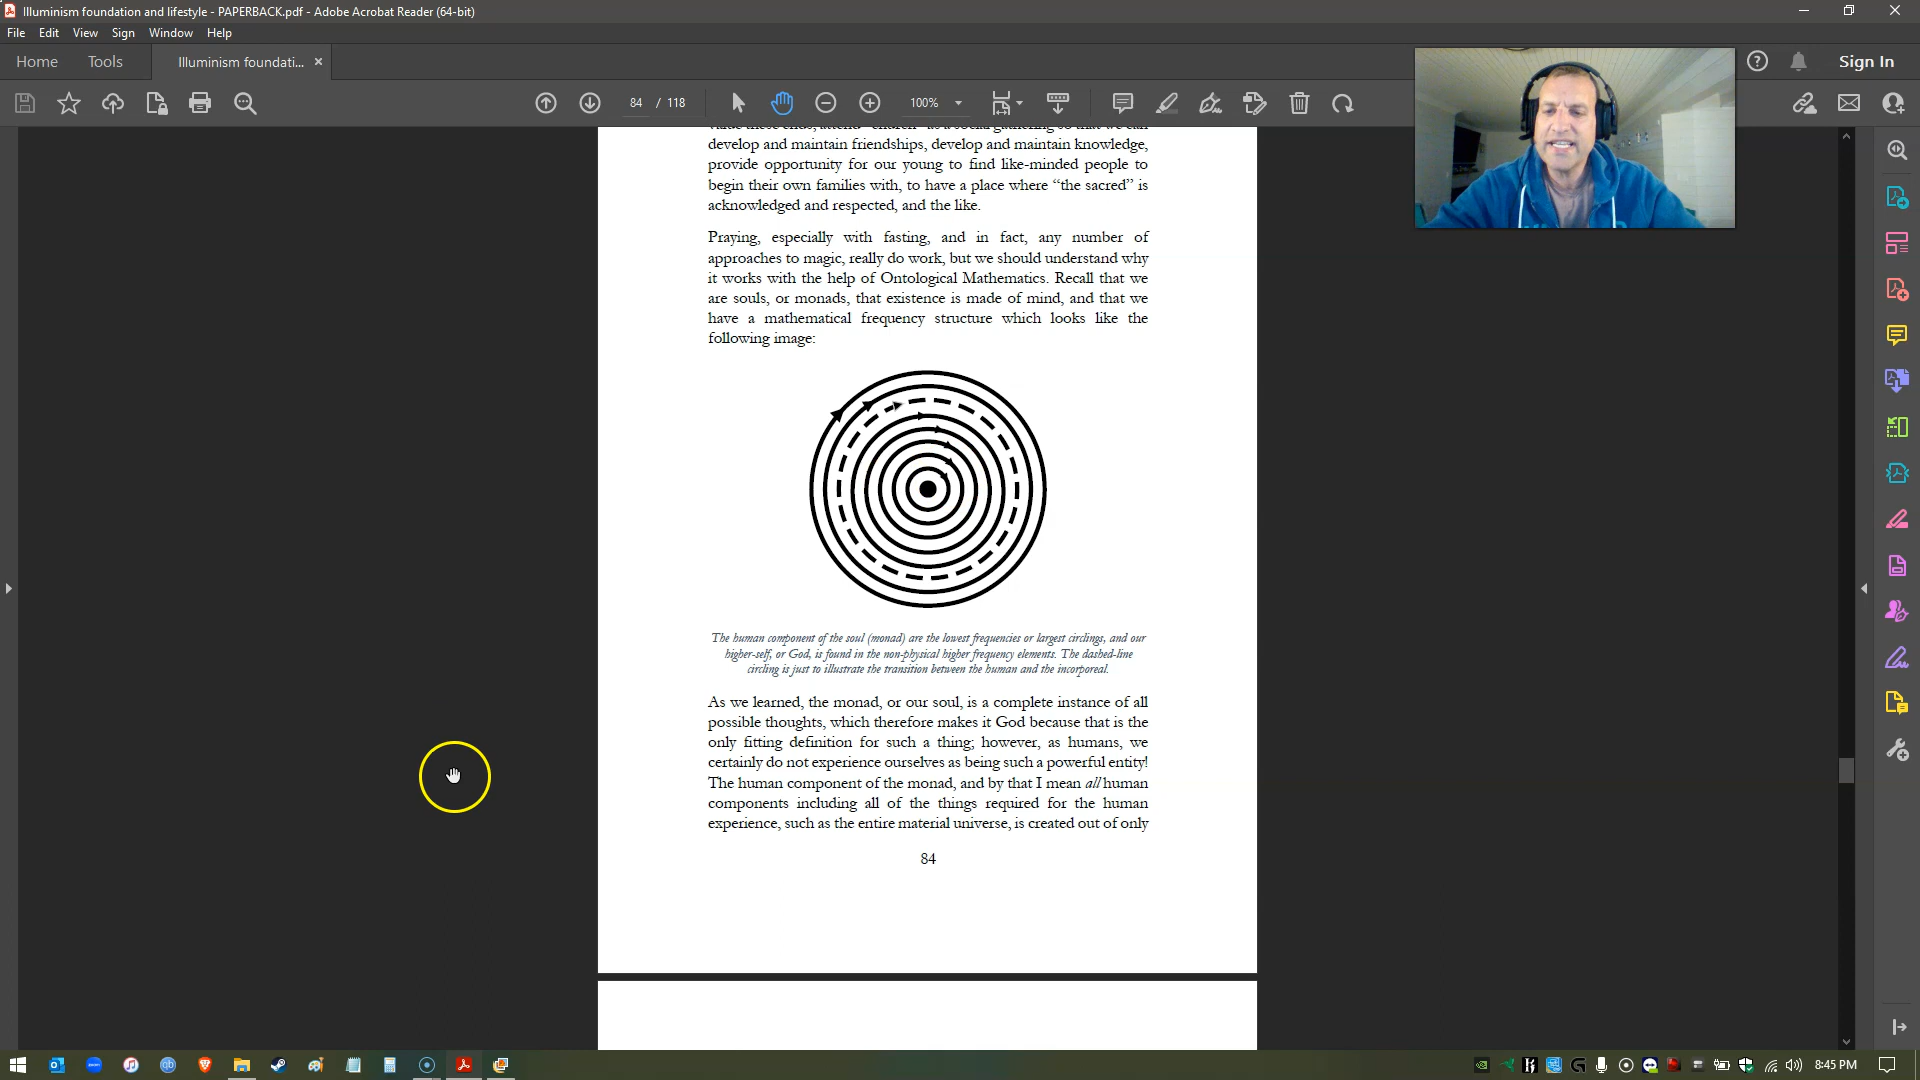 Illuminism foundation and lifestyle - PAPERBACK.pdf - Adobe Acrobat Reader (64-bit)
File Edit View Sign Window Help
Home Tools Illuminism foundati... Sign In
84 / 118 100%
develop and maintain friendships, develop and maintain knowledge,
provide opportunity for our young to find like-minded people to
begin their own families with, to have a place where “the sacred” is
acknowledged and respected, and the like.
Praying, especially with fasting, and in fact, any number of
approaches to magic, really do work, but we should understand why
it works with the help of Ontological Mathematics. Recall that we
are souls, or monads, that existence is made of mind, and that we
have a mathematical frequency structure which looks like the
following image:
The human component of the soul (monad) are the lowest frequencies or largest circlings, and our
higher-self, or God, is found in the non-physical higher frequency elements. The dashed-line
circling is just to illustrate the transition between the human and the incorporeal.
As we learned, the monad, or our soul, is a complete instance of all
possible thoughts, which therefore makes it God because that is the
only fitting definition for such a thing; however, as humans, we
certainly do not experience ourselves as being such a powerful entity!
The human component of the monad, and by that I mean all human
components including all of the things required for the human
experience, such as the entire material universe, is created out of only
84
8:45 PM